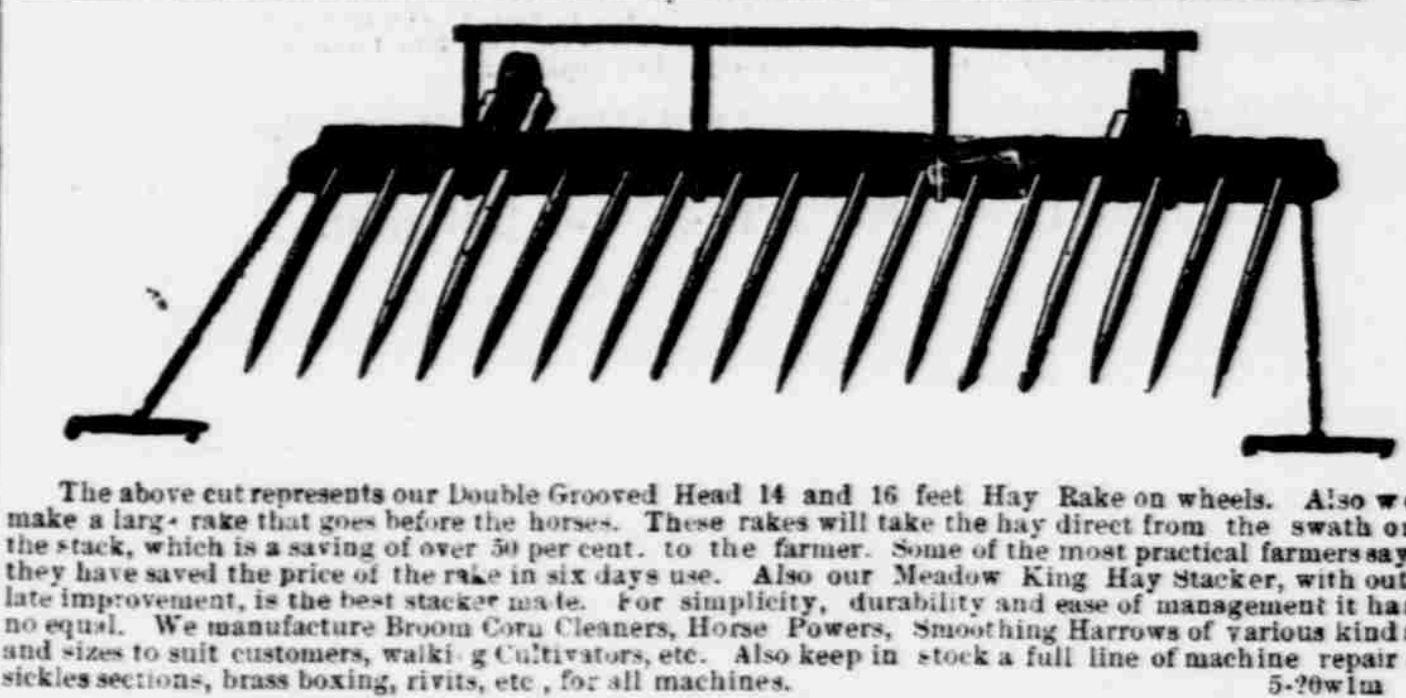 The above cut represents our Double Grooved Head 14 and 16 feet Hay Rake on wheels. Also we
make a large rake that goes before the horses. These rakes will take the hay direct from the swath or
the stack, which is a saving of over 50 per cent. to the farmer. Some of the most practical farmers say
they have saved the price of the rake in six days use. Also our Meadow King Hay Stacker, with out
late improvement, is the best stacker made. For simplicity, durability and ease of management it has
no equal. We manufacture Broom Corn Cleaners, Horse Powers, Smoothing Harrows of various kinds
and sizes to suit customers, walking Cultivators, etc. Also keep in stock a full line of machine repair
sickles sections, brass boxing, rivits, etc., for all machines. 5-20w1m